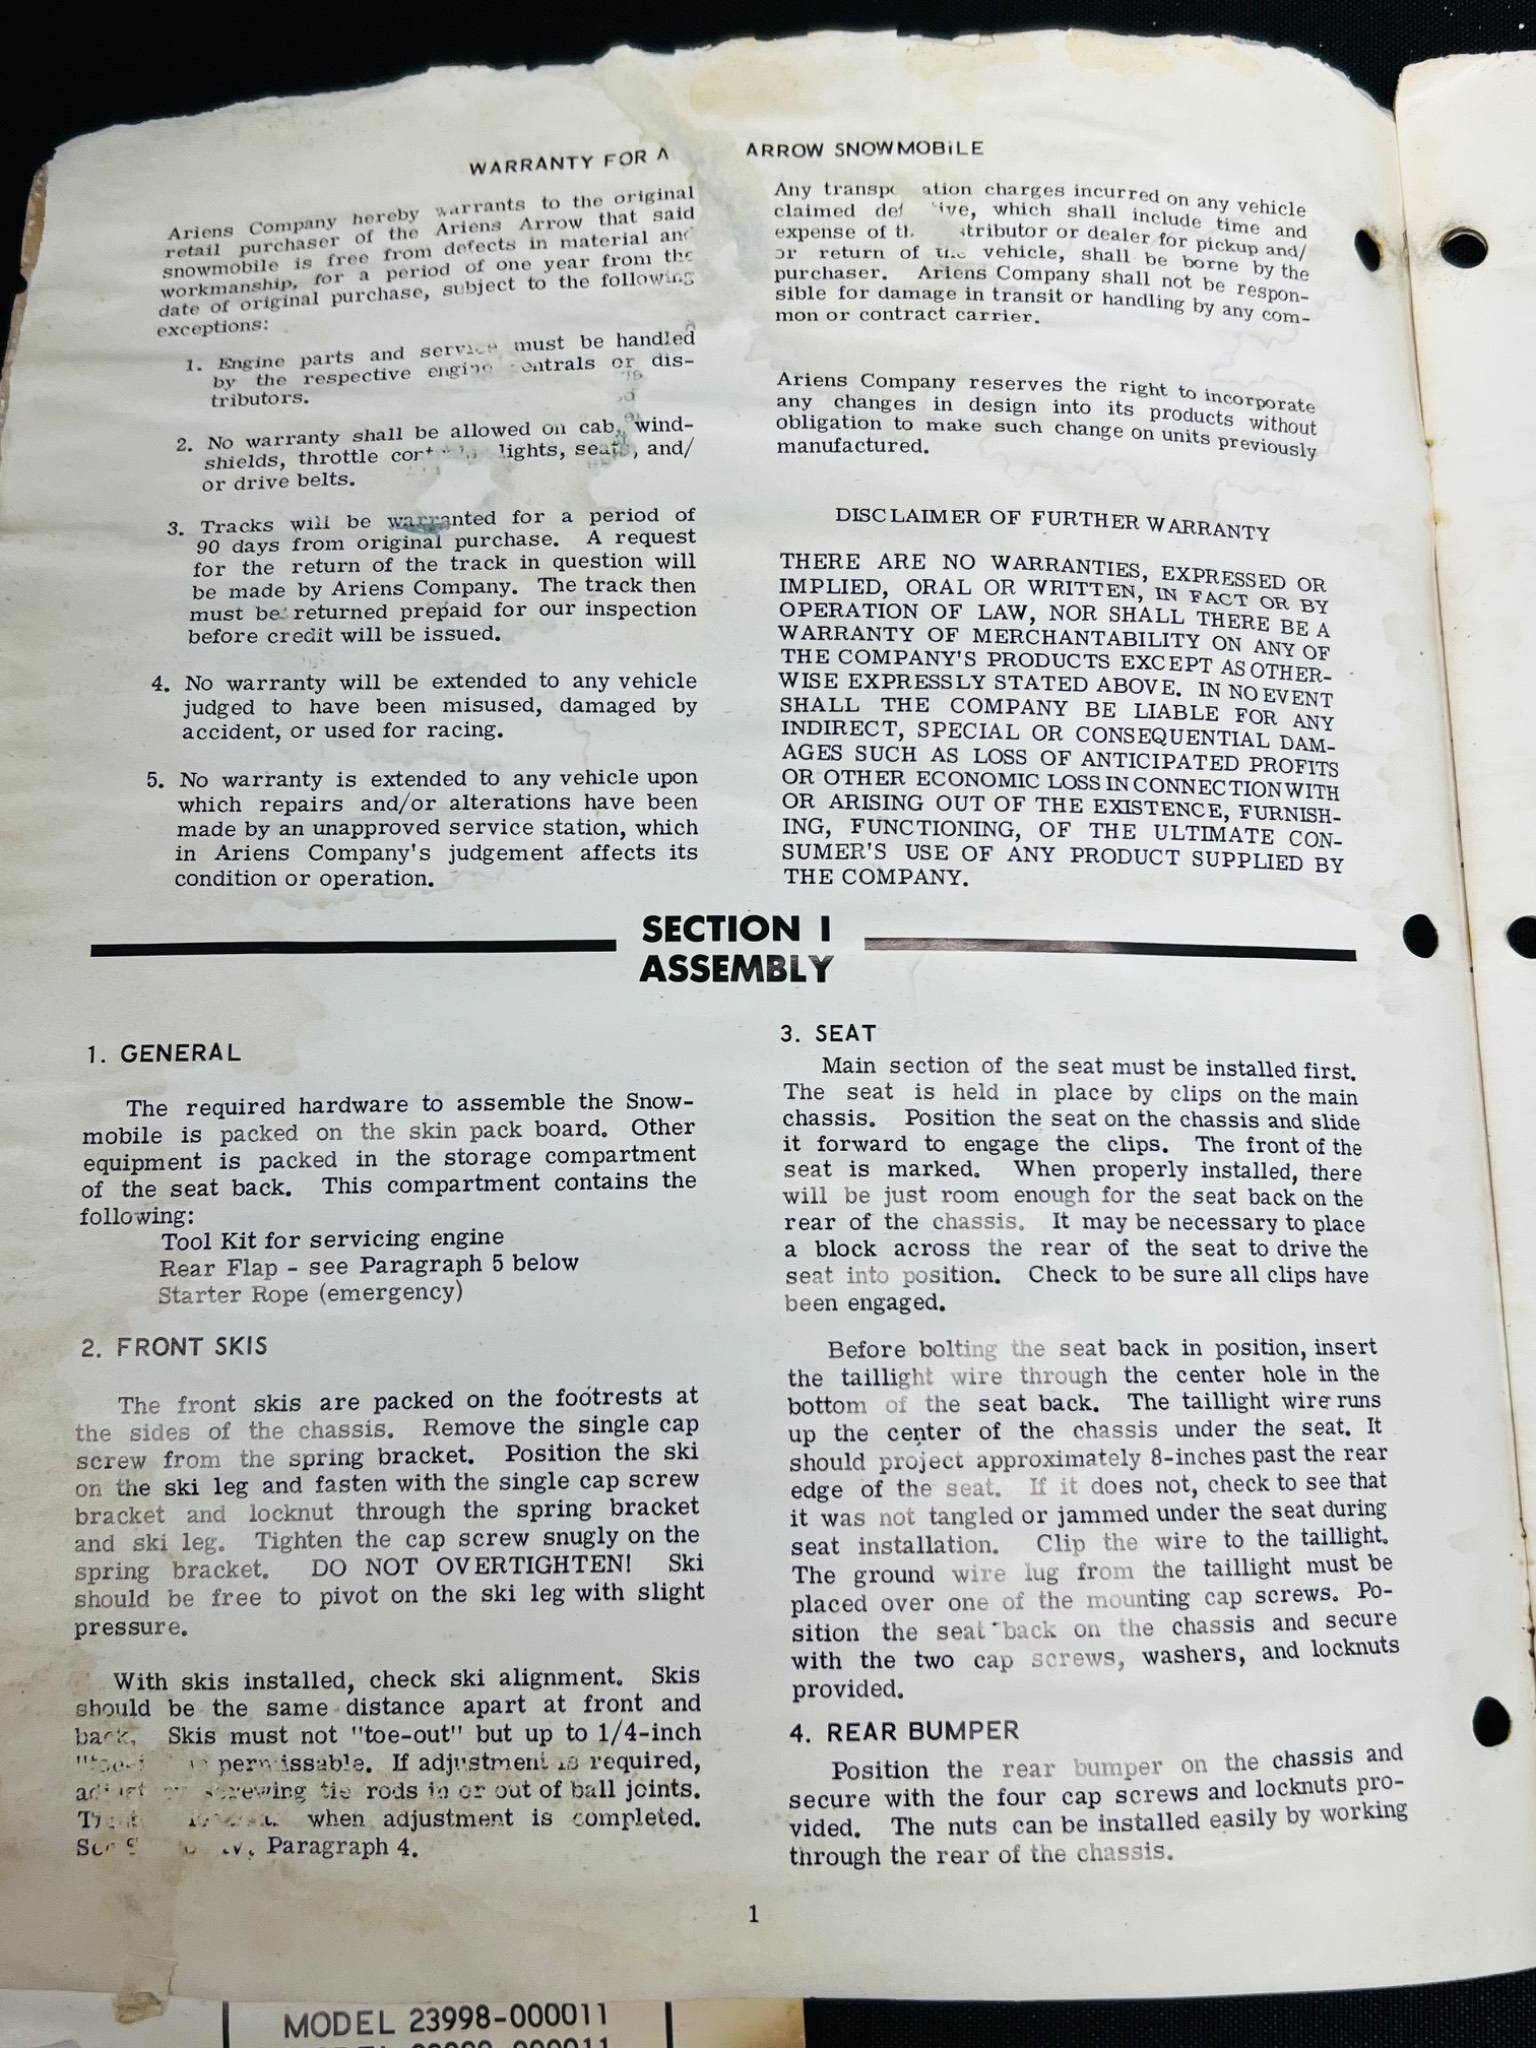 WARRANTY FOR A ARROW SNOWMOBILE
Ariens Company hereby warrants to the original
retail purchaser of the Ariens Arrow that said
snowmobile is free from defects in material and
workmanship, for a period of one year from the
date of original purchase, subject to the following
exceptions:
1. Engine parts and service must be handled
by the respective engine entrals or dis-
tributors.
2. No warranty shall be allowed on cab, wind-
shields, throttle lights, seats, and/
or drive belts.
3. Tracks will be warranted for a period of
90 days from original purchase. A request
for the return of the track in question will
be made by Ariens Company. The track then
must be returned prepaid for our inspection
before credit will be issued.
4. No warranty will be extended to any vehicle
judged to have been misused, damaged by
accident, or used for racing.
5. No warranty is extended to any vehicle upon
which repairs and/or alterations have been
made by an unapproved service station, which
in Ariens Company's judgement affects its
condition or operation.
Any transp ation charges incurred on any vehicle
claimed def ive, which shall include time and
expense of th stributor or dealer for pickup and/
or return of the vehicle, shall be borne by the
purchaser. Ariens Company shall not be respon-
sible for damage in transit or handling by any com-
mon or contract carrier.
Ariens Company reserves the right to incorporate
any changes in design into its products without
obligation to make such change on units previously
manufactured.
DISCLAIMER OF FURTHER WARRANTY
THERE ARE NO WARRANTIES, EXPRESSED OR
IMPLIED, ORAL OR WRITTEN, IN FACT OR BY
OPERATION OF LAW, NOR SHALL THERE BE A
WARRANTY OF MERCHANTABILITY ON ANY OF
THE COMPANY'S PRODUCTS EXCEPT AS OTHER-
WISE EXPRESSLY STATED ABOVE. IN NO EVENT
SHALL THE COMPANY BE LIABLE FOR ANY
INDIRECT, SPECIAL OR CONSEQUENTIAL DAM-
AGES SUCH AS LOSS OF ANTICIPATED PROFITS
OR OTHER ECONOMIC LOSS IN CONNECTION WITH
OR ARISING OUT OF THE EXISTENCE, FURNISH-
ING, FUNCTIONING, OF THE ULTIMATE CON-
SUMER'S USE OF ANY PRODUCT SUPPLIED BY
THE COMPANY.
SECTION I
ASSEMBLY
1. GENERAL
The required hardware to assemble the Snow-
mobile is packed on the skin pack board. Other
equipment is packed in the storage compartment
of the seat back. This compartment contains the
following:
Tool Kit for servicing engine
Rear Flap - see Paragraph 5 below
Starter Rope (emergency)
2. FRONT SKIS
The front skis are packed on the footrests at
the sides of the chassis. Remove the single cap
screw from the spring bracket. Position the ski
on the ski leg and fasten with the single cap screw
bracket and locknut through the spring bracket
and ski leg. Tighten the cap screw snugly on the
spring bracket. DO NOT OVERTIGHTEN! Ski
should be free to pivot on the ski leg with slight
pressure.
With skis installed, check ski alignment. Skis
should be the same distance apart at front and
back. Skis must not "toe-out" but up to 1/4-inch
permissable. If adjustment is required,
adjust screwing tie rods in or out of ball joints.
when adjustment is completed.
See Paragraph 4.
3. SEAT
Main section of the seat must be installed first.
The seat is held in place by clips on the main
chassis. Position the seat on the chassis and slide
it forward to engage the clips. The front of the
seat is marked. When properly installed, there
will be just room enough for the seat back on the
rear of the chassis. It may be necessary to place
a block across the rear of the seat to drive the
seat into position. Check to be sure all clips have
been engaged.
Before bolting the seat back in position, insert
the taillight wire through the center hole in the
bottom of the seat back. The taillight wire runs
up the center of the chassis under the seat. It
should project approximately 8-inches past the rear
edge of the seat. If it does not, check to see that
it was not tangled or jammed under the seat during
seat installation. Clip the wire to the taillight.
The ground wire lug from the taillight must be
placed over one of the mounting cap screws. Po-
sition the seat back on the chassis and secure
with the two cap screws, washers, and locknuts
provided.
4. REAR BUMPER
Position the rear bumper on the chassis and
secure with the four cap screws and locknuts pro-
vided. The nuts can be installed easily by working
through the rear of the chassis.
1
MODEL 23998-000011